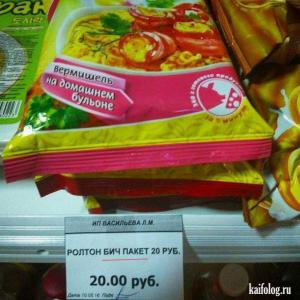 Вермишель
на домашнем
бульоне
ИП ВАСИЛЬЕВА Л.М.
РОЛТОН БИЧ ПАКЕТ 20 РУБ.
20.00 руб.
kaifolog.ru